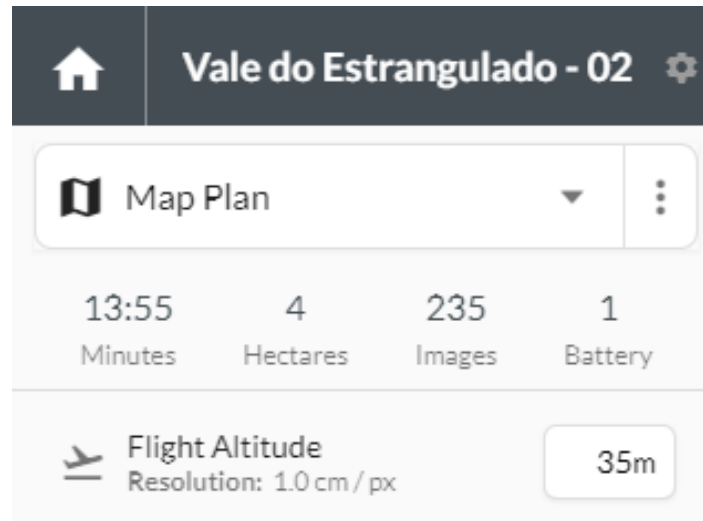 Vale do Estrangulado - 02
Map Plan
13:55 4 235 1
Minutes Hectares Images Battery
Flight Altitude
Resolution: 1.0 cm / px
35m